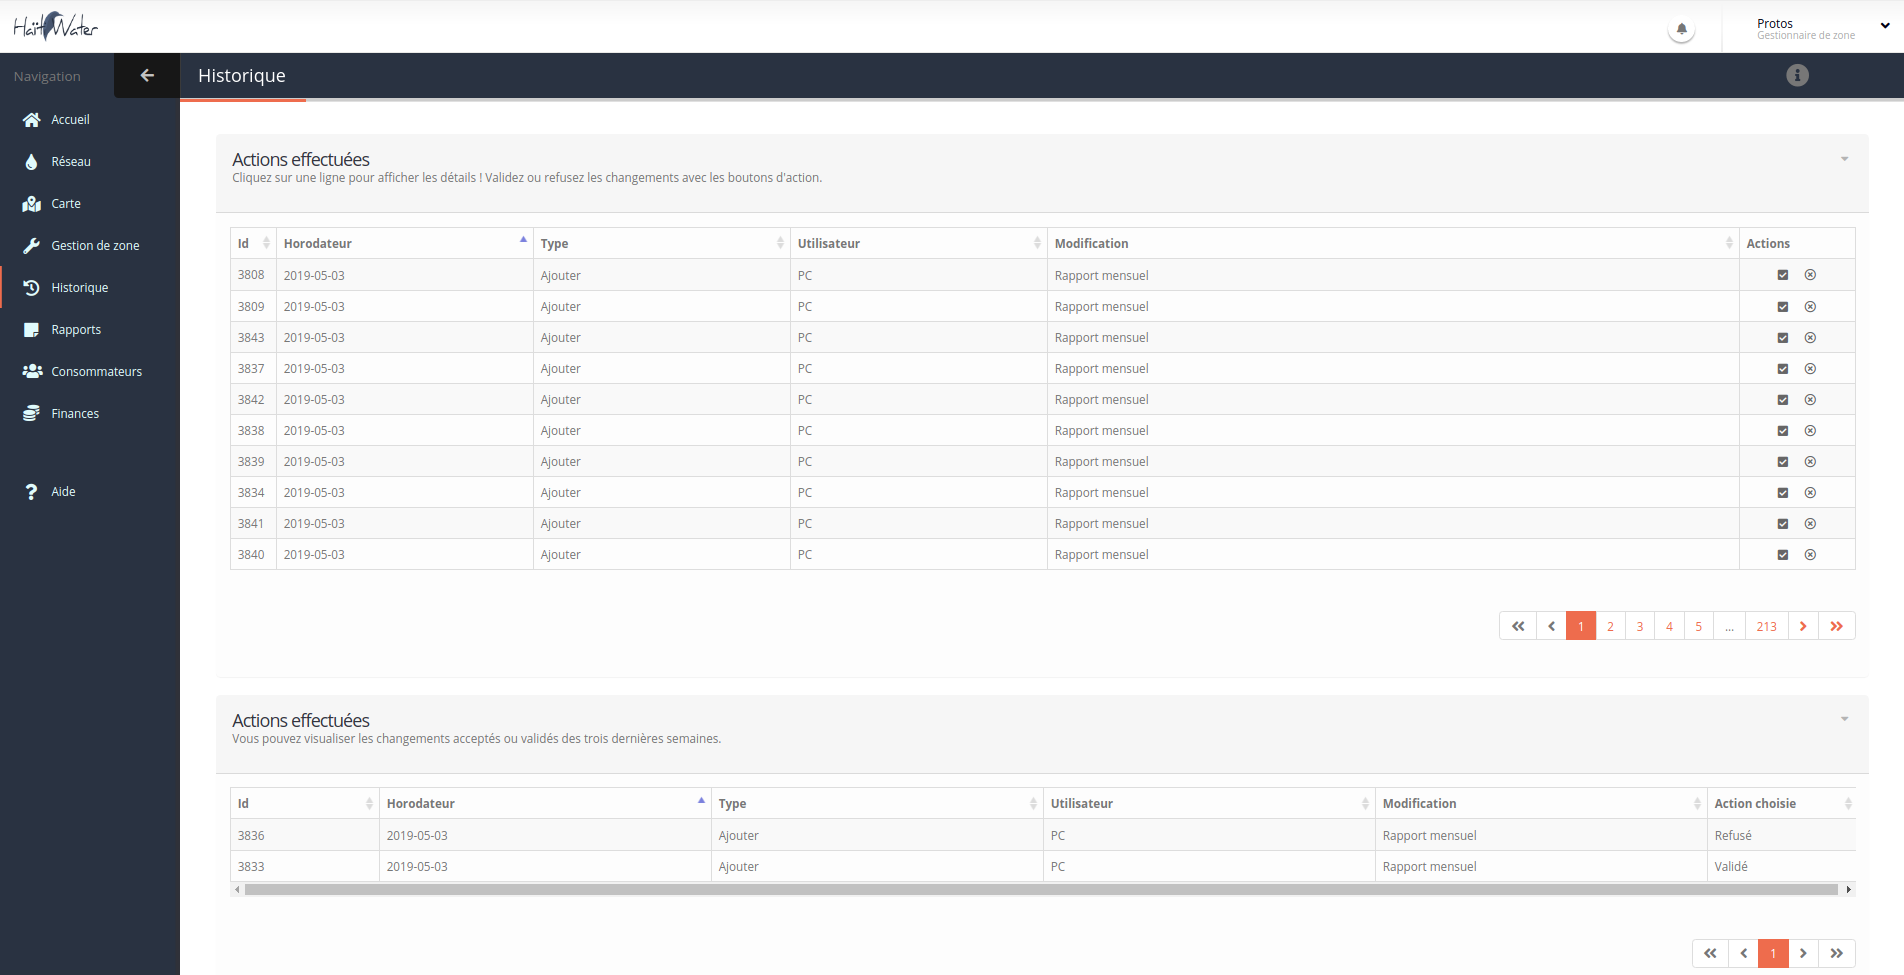 Haïti Water
Protos
Gestionnaire de zone
Navigation
Historique
Accueil
Réseau
Carte
Gestion de zone
Historique
Rapports
Consommateurs
Finances
Aide
Actions effectuées
Cliquez sur une ligne pour afficher les détails ! Validez ou refusez les changements avec les boutons d'action.
Id Horodateur Type Utilisateur Modification Actions
3808 2019-05-03 Ajouter PC Rapport mensuel
3809 2019-05-03 Ajouter PC Rapport mensuel
3843 2019-05-03 Ajouter PC Rapport mensuel
3837 2019-05-03 Ajouter PC Rapport mensuel
3842 2019-05-03 Ajouter PC Rapport mensuel
3838 2019-05-03 Ajouter PC Rapport mensuel
3839 2019-05-03 Ajouter PC Rapport mensuel
3834 2019-05-03 Ajouter PC Rapport mensuel
3841 2019-05-03 Ajouter PC Rapport mensuel
3840 2019-05-03 Ajouter PC Rapport mensuel
1 2 3 4 5 ... 213
Actions effectuées
Vous pouvez visualiser les changements acceptés ou validés des trois dernières semaines.
Id Horodateur Type Utilisateur Modification Action choisie
3836 2019-05-03 Ajouter PC Rapport mensuel Refusé
3833 2019-05-03 Ajouter PC Rapport mensuel Validé
1